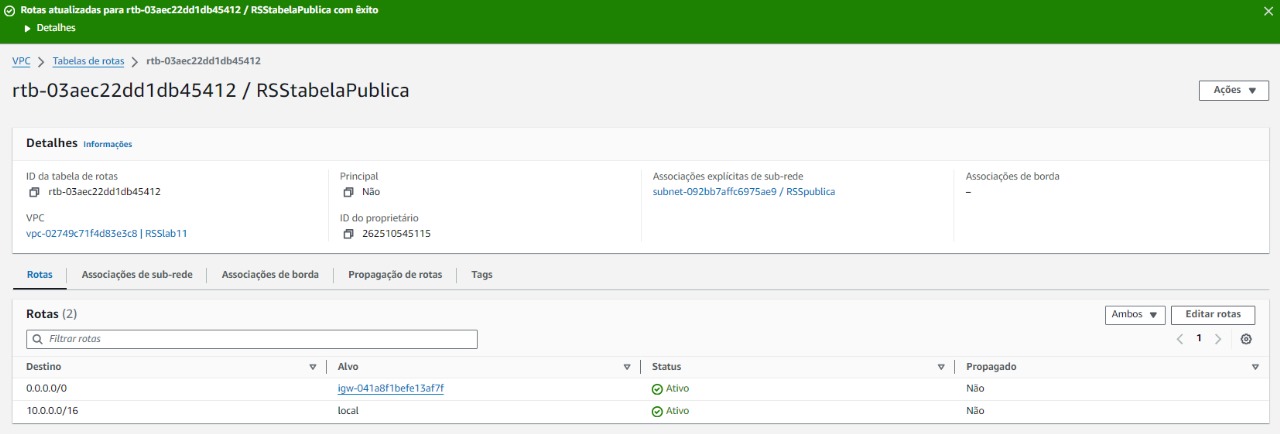 Rotas atualizadas para rtb-03aec22dd1db45412 / RSStabelaPublica com êxito
Detalhes
VPC > Tabelas de rotas > rtb-03aec22dd1db45412
rtb-03aec22dd1db45412 / RSStabelaPublica
Ações
Detalhes Informações
ID da tabela de rotas Principal Associações explícitas de sub-rede Associações de borda
rtb-03aec22dd1db45412 Não subnet-092bb7affc6975ae9 / RSSpublica –
VPC ID do proprietário
vpc-02749c71f4d83e3c8 | RSSlab11 262510545115
Rotas Associações de sub-rede Associações de borda Propagação de rotas Tags
Rotas (2) Ambos Editar rotas
Filtrar rotas 1
Destino Alvo Status Propagado
0.0.0.0/0 igw-041a8f1befe13af7f Ativo Não
10.0.0.0/16 local Ativo Não